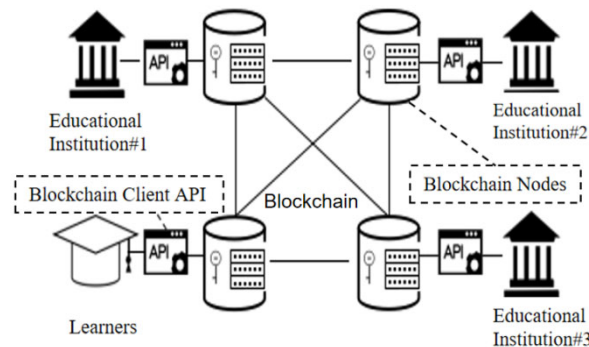 API
API
Educational
Institution#1
Educational
Institution#2
Blockchain Client API
Blockchain Nodes
Blockchain
API
API
Learners
Educational
Institution#3